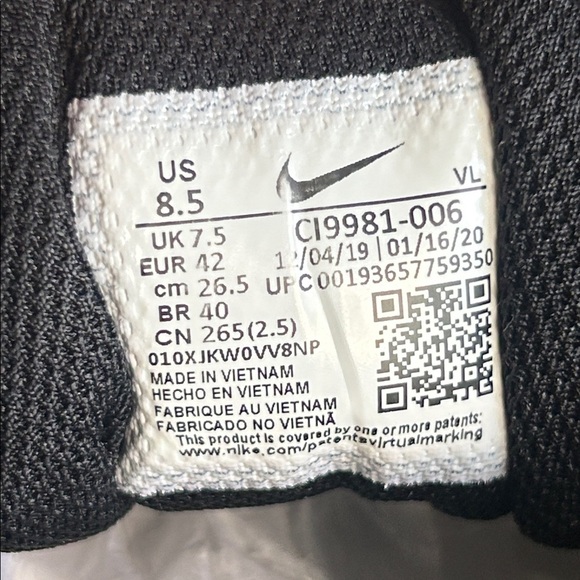 US
8.5
VL
UK 7.5
CI9981-006
EUR 42
/04/19 | 01/16/20
cm 26.5
UPC 00193657759350
BR 40
CN 265(2.5)
010XJKW0VV8NP
MADE IN VIETNAM
HECHO EN VIETNAM
FABRIQUE AU VIETNAM
FABRICADO NO VIETNÃ
This product is covered by one or more patents:
www.nike.com/patentsvirtualmarking